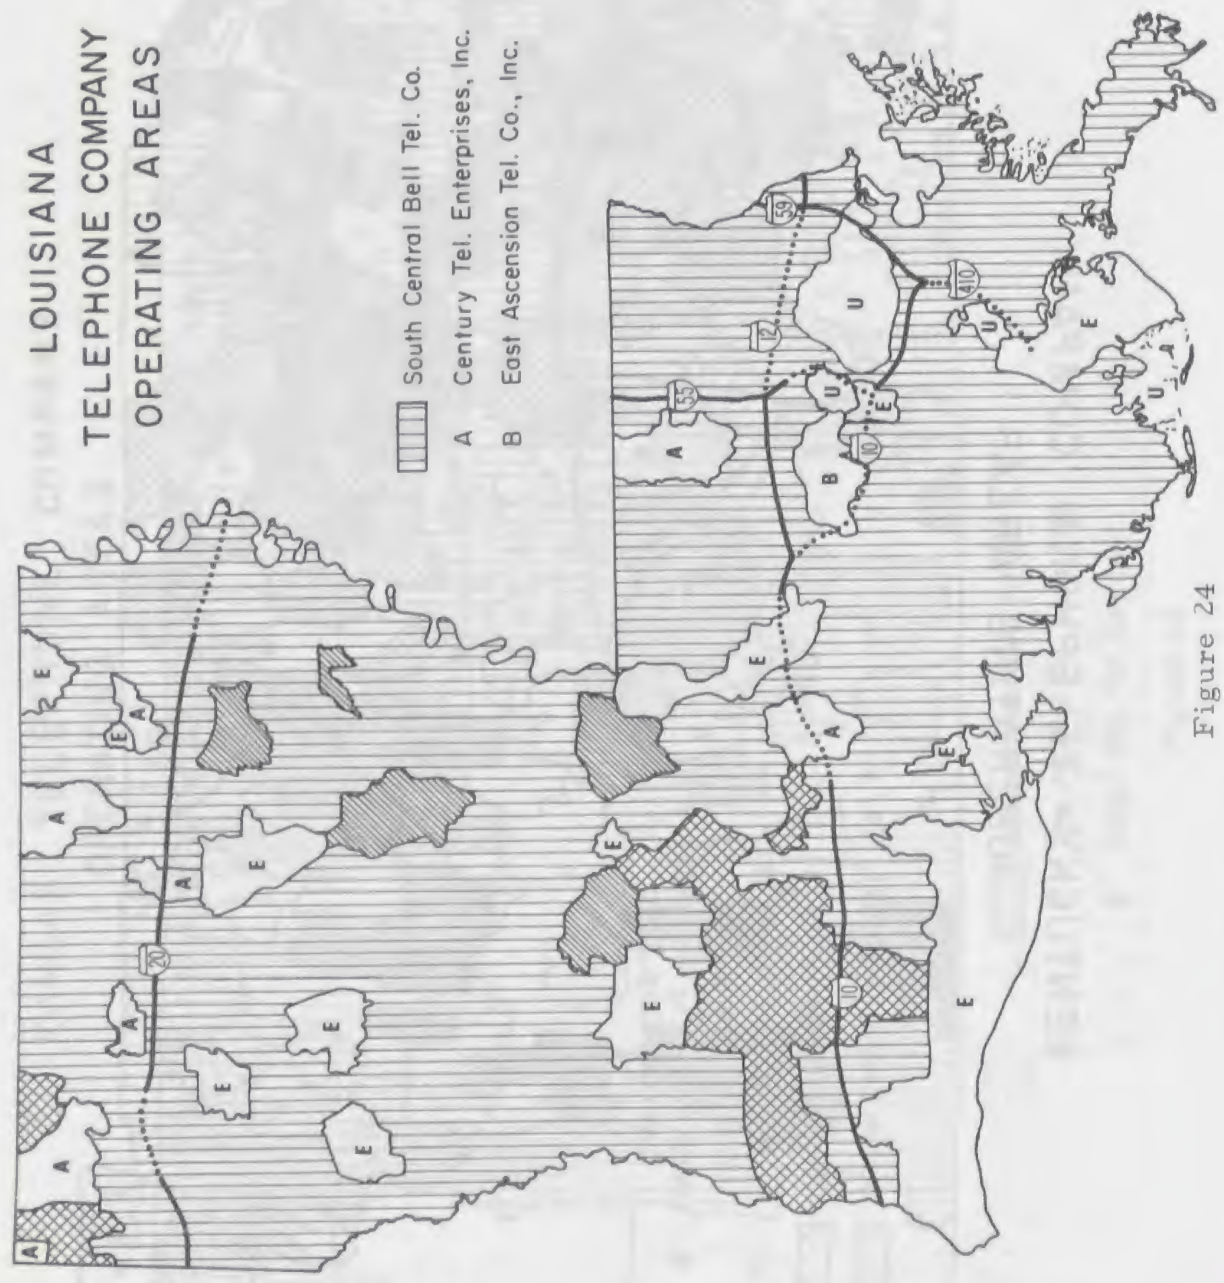 LOUISIANA
TELEPHONE COMPANY
OPERATING AREAS
South Central Bell Tel. Co.
A Century Tel. Enterprises, Inc.
B East Ascension Tel. Co., Inc.
A
A
A
A
A
E
A
E
E
E
E
E
20
E
E
A
E
A
E
E
10
B
10
U
E
U
U
E
U
A
55
12
59
410
Figure 24